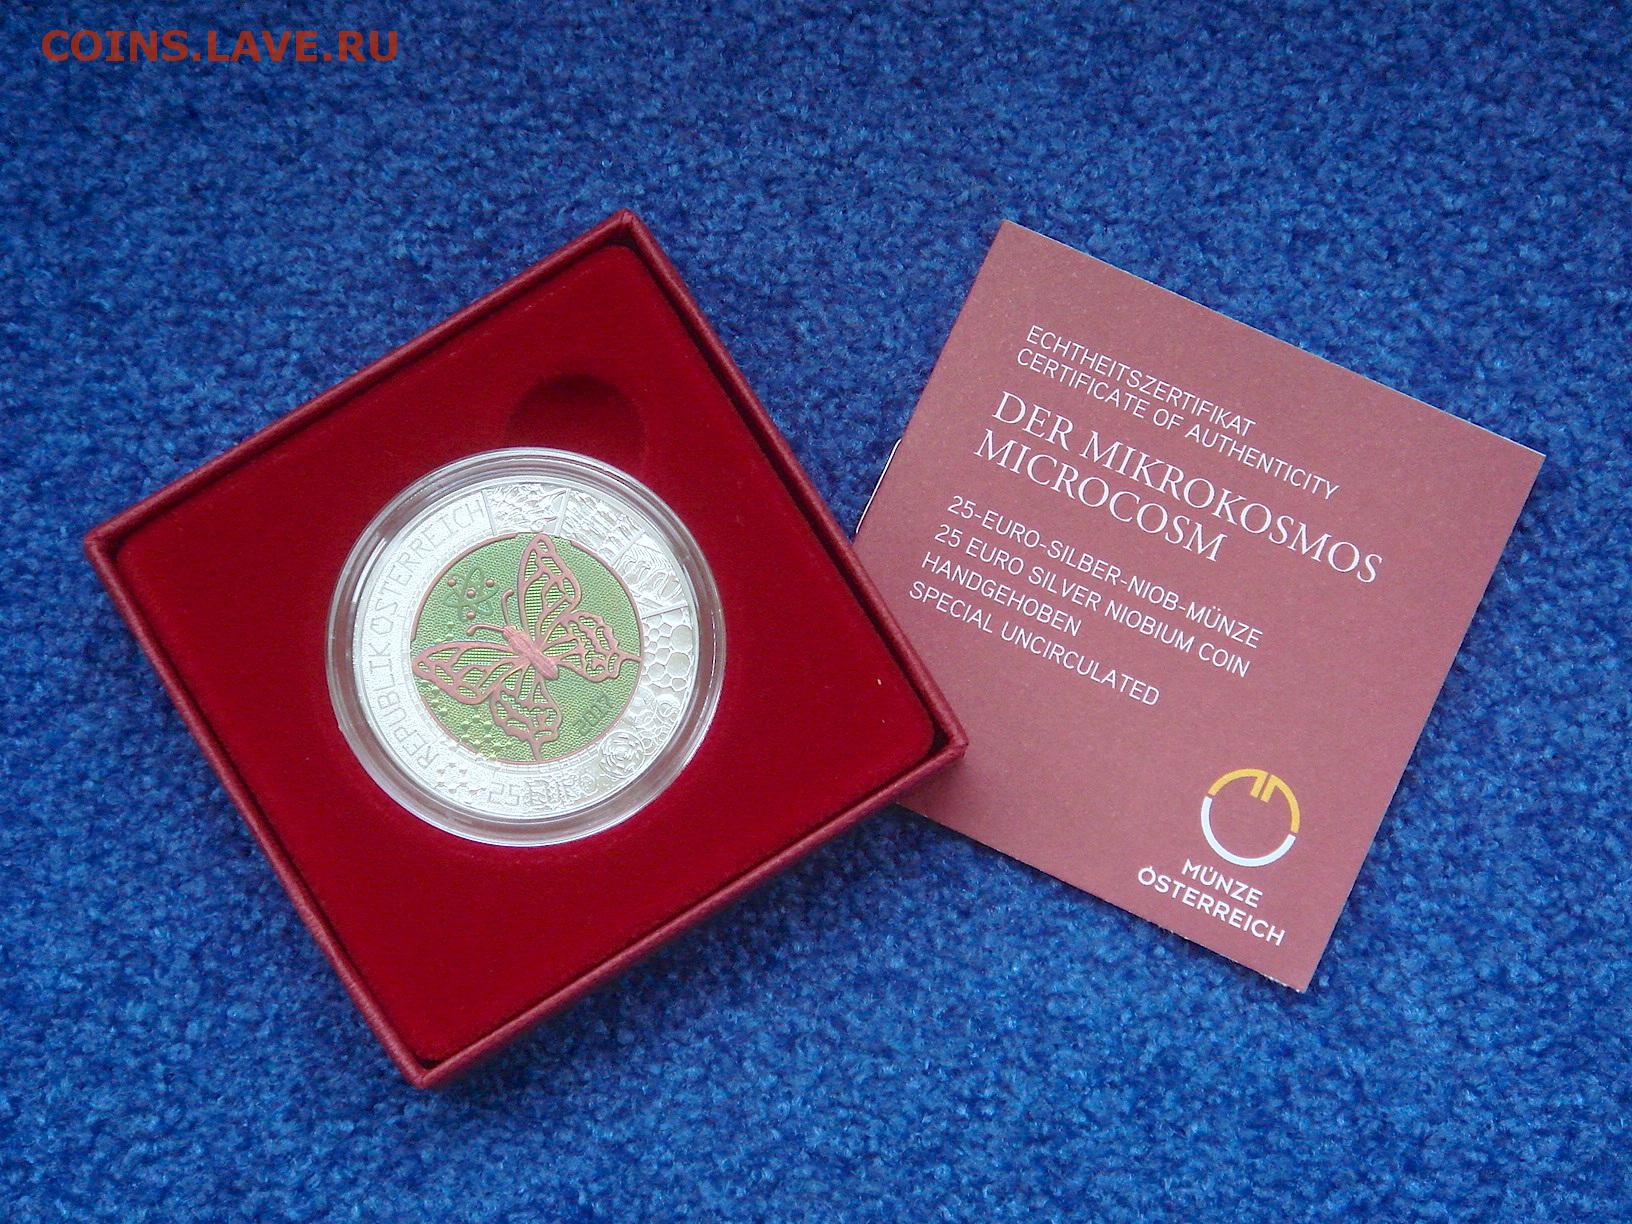 COINS.LAVE.RU
REPUBLIK ÖSTERREICH
25 EURO
2017
ECHTHEITSZERTIFIKAT
CERTIFICATE OF AUTHENTICITY
DER MIKROKOSMOS
MICROCOSM
25-EURO-SILBER-NIOB-MÜNZE
25 EURO SILVER NIOBIUM COIN
HANDGEHOBEN
SPECIAL UNCIRCULATED
MÜNZE
ÖSTERREICH